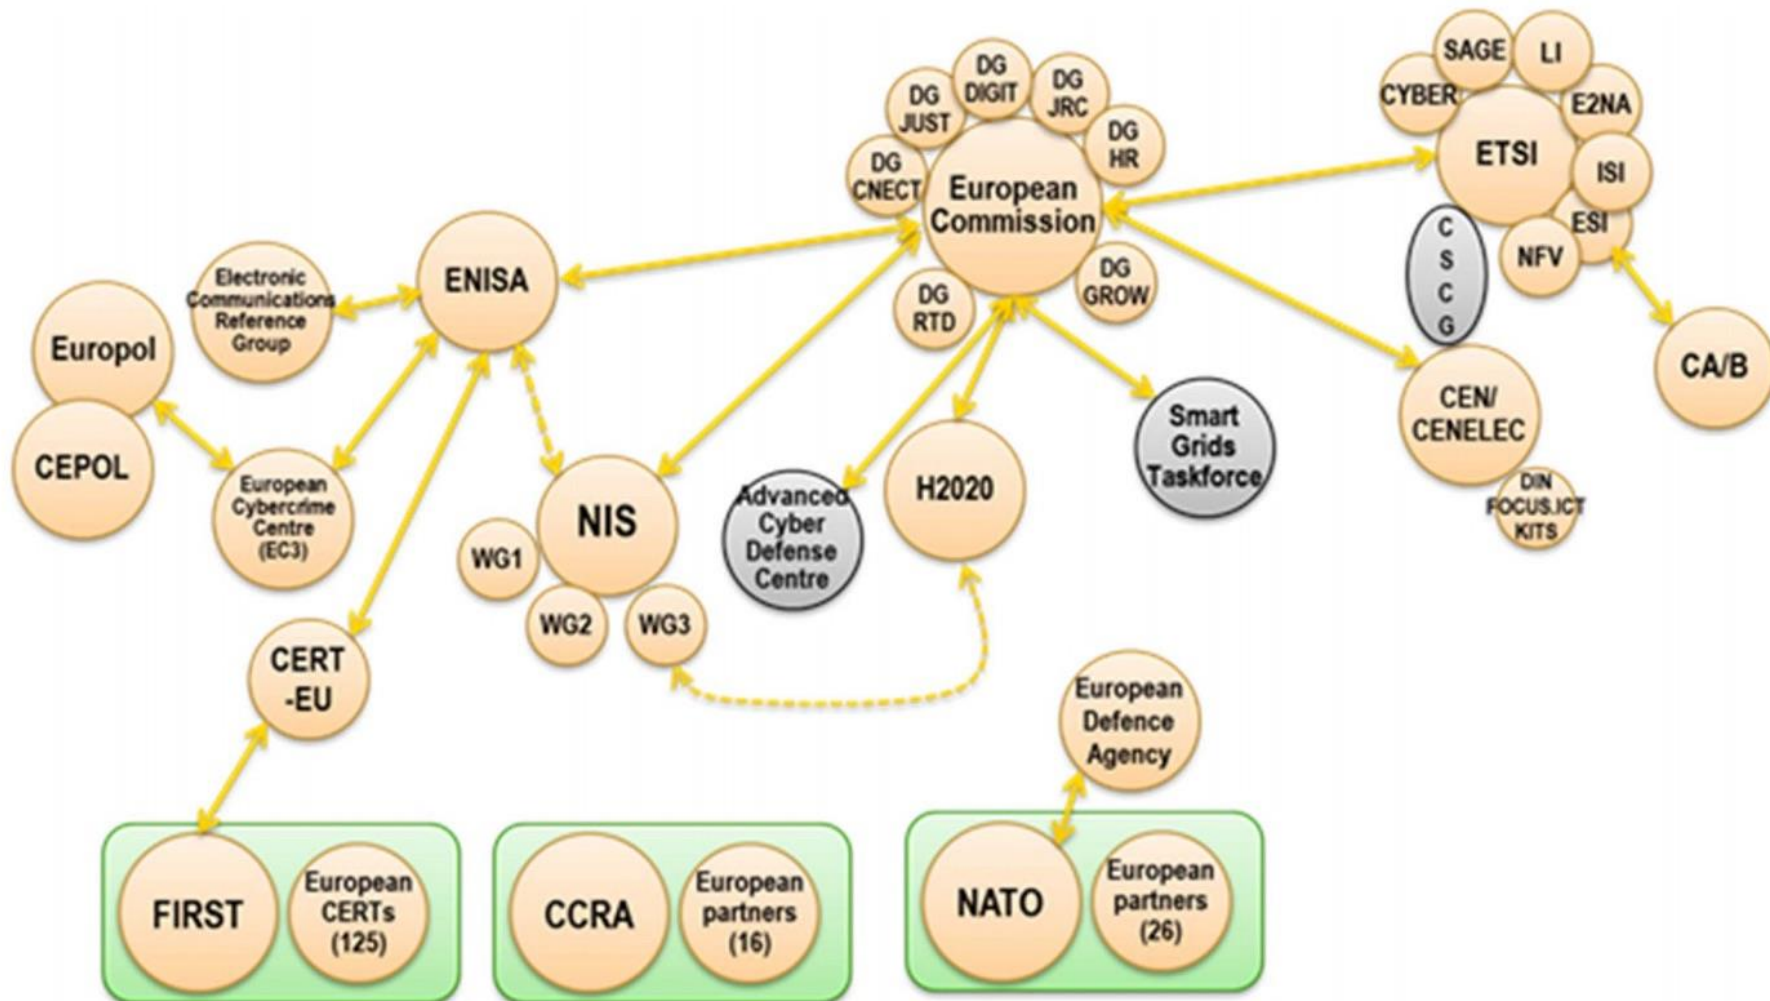 SAGE
LI
CYBER
E2NA
ETSI
ISI
ESI
NFV
C
S
C
G
CA/B
CEN/
CENELEC
DIN
FOCUS.ICT
KITS
DG
DIGIT
DG
JUST
DG
JRC
DG
HR
DG
CNECT
European
Commission
DG
RTD
DG
GROW
ENISA
Electronic
Communications
Reference
Group
Europol
CEPOL
European
Cybercrime
Centre
(EC3)
NIS
WG1
WG2
WG3
Advanced
Cyber
Defense
Centre
H2020
Smart
Grids
Taskforce
CERT
-EU
European
Defence
Agency
FIRST
European
CERTs
(125)
CCRA
European
partners
(16)
NATO
European
partners
(26)